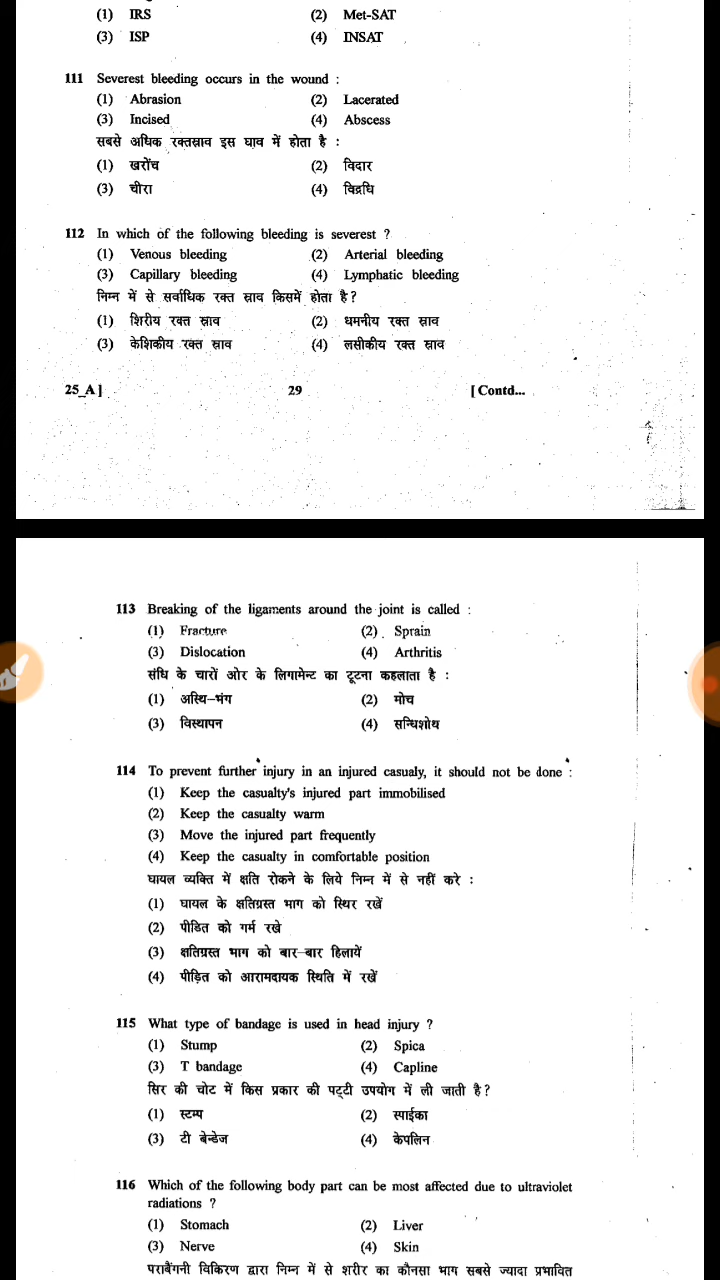 (1) IRS (2) Met-SAT
(3) ISP (4) INSAT
111 Severest bleeding occurs in the wound :
(1) Abrasion (2) Lacerated
(3) Incised (4) Abscess
सबसे अधिक रक्तस्राव इस घाव में होता है :
(1) खरोंच (2) विदार
(3) चीरा (4) विद्रधि
112 In which of the following bleeding is severest ?
(1) Venous bleeding (2) Arterial bleeding
(3) Capillary bleeding (4) Lymphatic bleeding
निम्न में से सर्वाधिक रक्त स्राव किसमें होता है?
(1) शिरीय रक्त स्राव (2) धमनीय रक्त स्राव
(3) केशिकीय रक्त स्राव (4) लसीकीय रक्त स्राव
25_A] 29 [ Contd...
113 Breaking of the ligaments around the joint is called :
(1) Fracture (2) Sprain
(3) Dislocation (4) Arthritis
संधि के चारों ओर के लिगामेन्ट का टूटना कहलाता है :
(1) अस्थि-भंग (2) मोच
(3) विस्थापन (4) सन्धिशोथ
114 To prevent further injury in an injured casualy, it should not be done :
(1) Keep the casualty's injured part immobilised
(2) Keep the casualty warm
(3) Move the injured part frequently
(4) Keep the casualty in comfortable position
घायल व्यक्ति में क्षति रोकने के लिये निम्न में से नहीं करे :
(1) घायल के क्षतिग्रस्त भाग को स्थिर रखें
(2) पीडित को गर्म रखे
(3) क्षतिग्रस्त भाग को बार-बार हिलायें
(4) पीड़ित को आरामदायक स्थिति में रखें
115 What type of bandage is used in head injury ?
(1) Stump (2) Spica
(3) T bandage (4) Capline
सिर की चोट में किस प्रकार की पट्टी उपयोग में ली जाती है?
(1) स्टम्प (2) स्पाईका
(3) टी बेन्डेज (4) केपलिन
116 Which of the following body part can be most affected due to ultraviolet
radiations ?
(1) Stomach (2) Liver
(3) Nerve (4) Skin
पराबैंगनी विकिरण द्वारा निम्न में से शरीर का कौनसा भाग सबसे ज्यादा प्रभावित